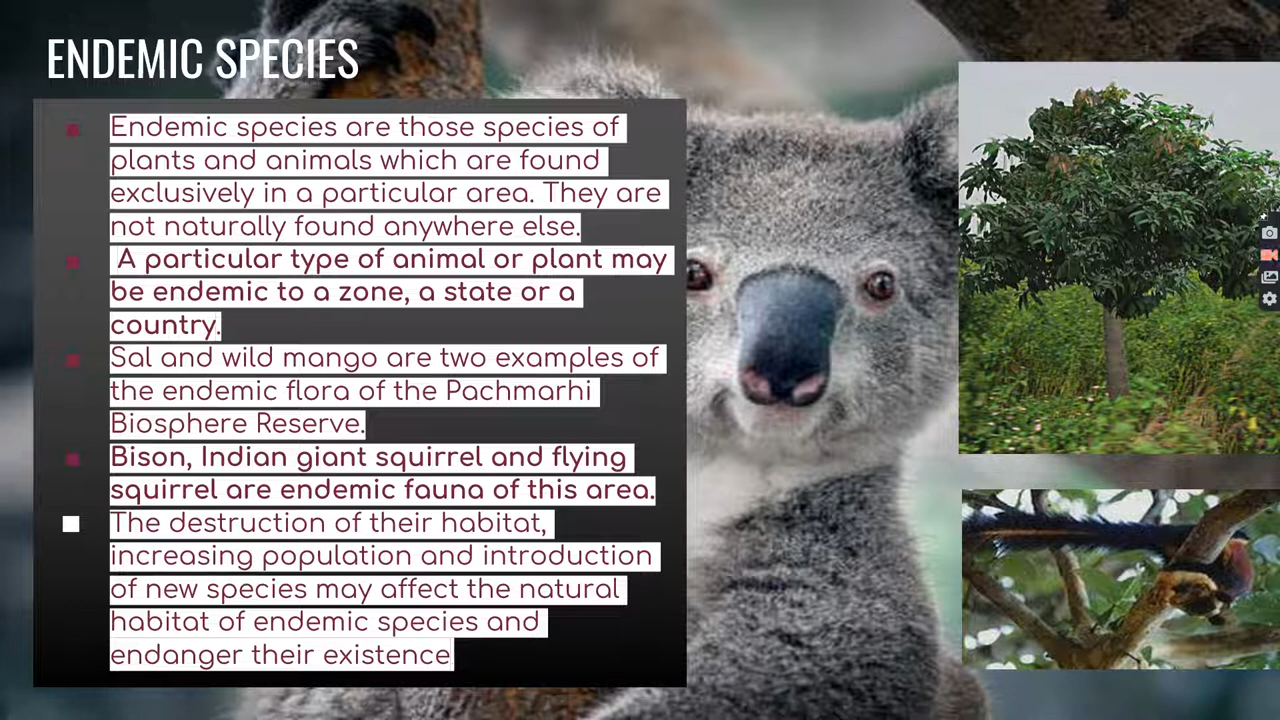 ENDEMIC SPECIES
Endemic species are those species of
plants and animals which are found
exclusively in a particular area. They are
not naturally found anywhere else.
A particular type of animal or plant may
be endemic to a zone, a state or a
country.
Sal and wild mango are two examples of
the endemic flora of the Pachmarhi
Biosphere Reserve.
Bison, Indian giant squirrel and flying
squirrel are endemic fauna of this area.
The destruction of their habitat,
increasing population and introduction
of new species may affect the natural
habitat of endemic species and
endanger their existence